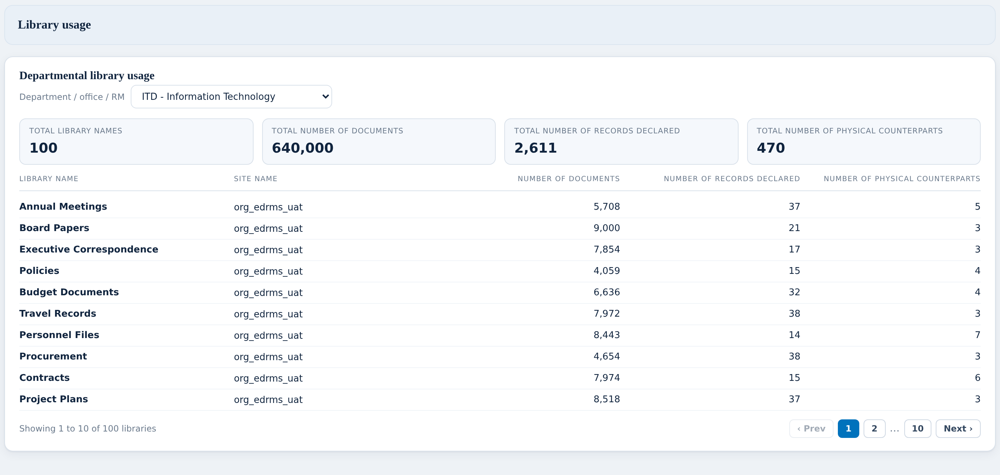 Library usage
Departmental library usage
Department / office / RM ITD - Information Technology
TOTAL LIBRARY NAMES TOTAL NUMBER OF DOCUMENTS TOTAL NUMBER OF RECORDS DECLARED TOTAL NUMBER OF PHYSICAL COUNTERPARTS
100 640,000 2,611 470
LIBRARY NAME SITE NAME NUMBER OF DOCUMENTS NUMBER OF RECORDS DECLARED NUMBER OF PHYSICAL COUNTERPARTS
Annual Meetings org_edrms_uat 5,708 37 5
Board Papers org_edrms_uat 9,000 21 3
Executive Correspondence org_edrms_uat 7,854 17 3
Policies org_edrms_uat 4,059 15 4
Budget Documents org_edrms_uat 6,636 32 4
Travel Records org_edrms_uat 7,972 38 3
Personnel Files org_edrms_uat 8,443 14 7
Procurement org_edrms_uat 4,654 38 3
Contracts org_edrms_uat 7,974 15 6
Project Plans org_edrms_uat 8,518 37 3
Showing 1 to 10 of 100 libraries ‹ Prev 1 2 … 10 Next ›